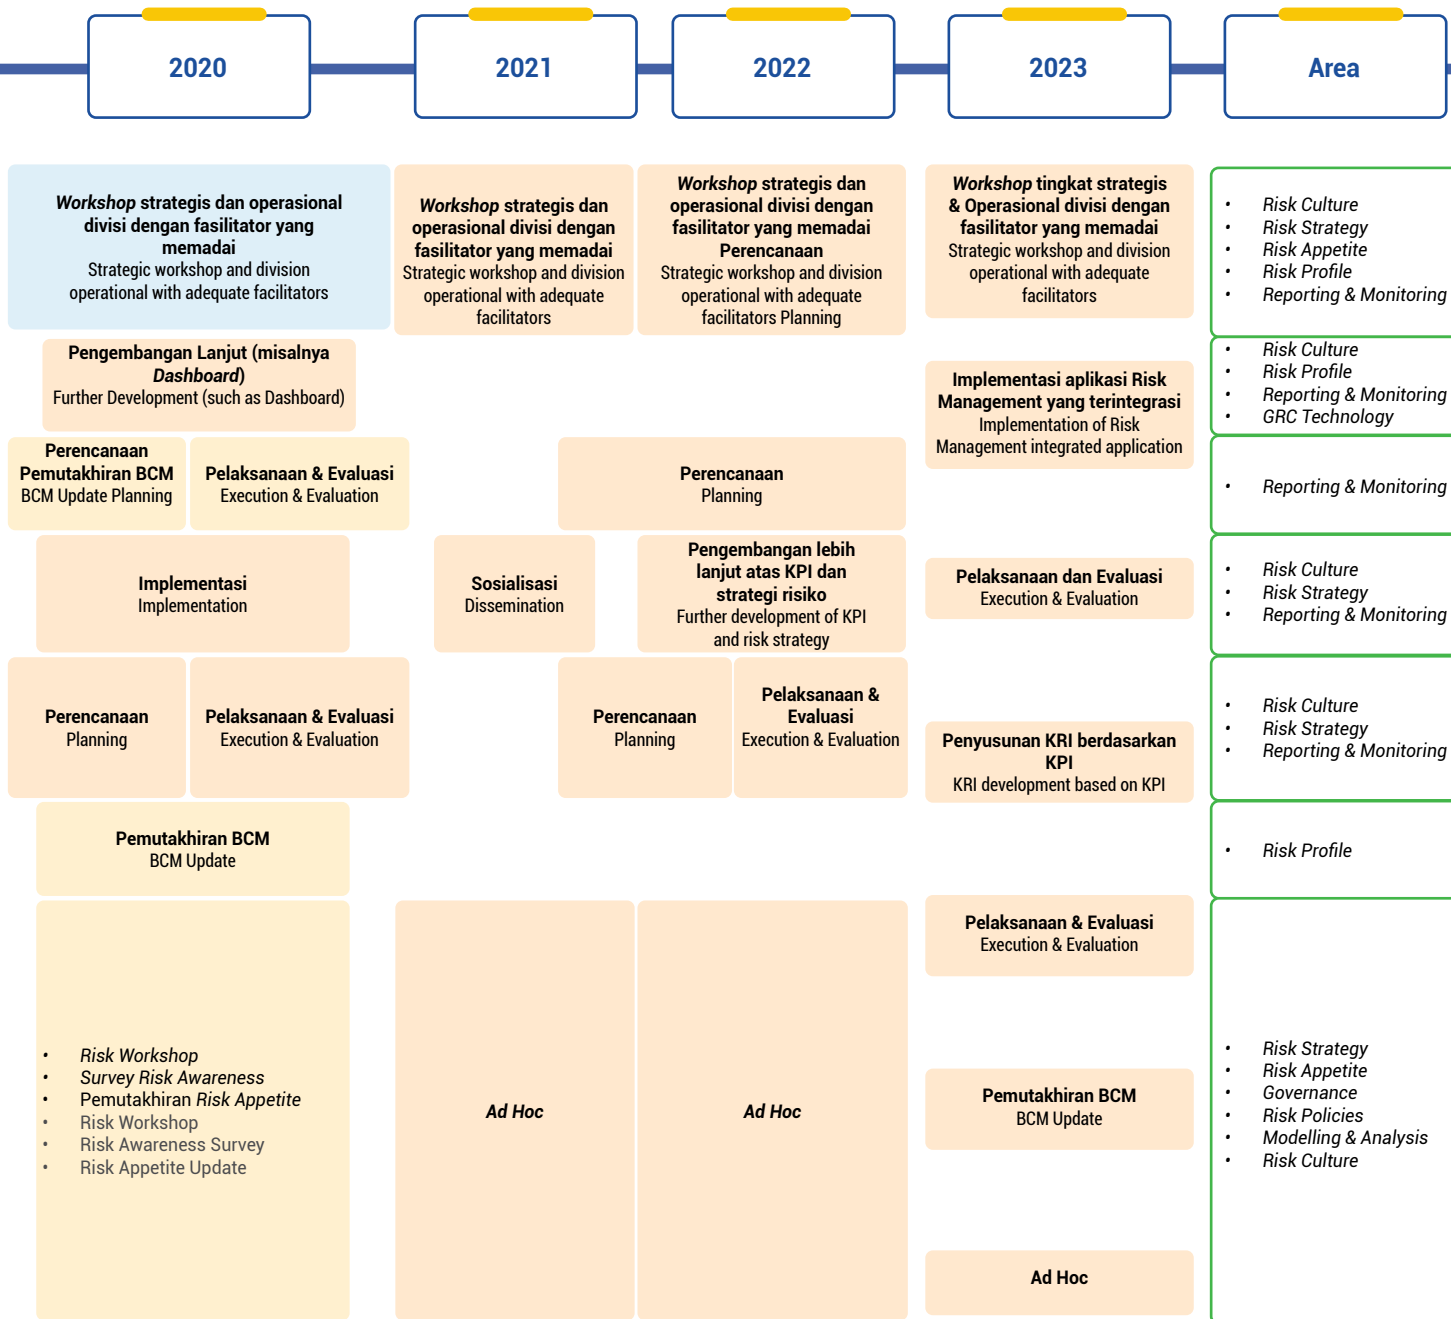 2020
2021
2022
2023
Area
Workshop strategis dan operasional
divisi dengan fasilitator yang
memadai
Strategic workshop and division
operational with adequate facilitators
Workshop strategis dan
operasional divisi dengan
fasilitator yang memadai
Strategic workshop and division
operational with adequate
facilitators
Workshop strategis dan
operasional divisi dengan
fasilitator yang memadai
Perencanaan
Strategic workshop and division
operational with adequate
facilitators Planning
Workshop tingkat strategis
& Operasional divisi dengan
fasilitator yang memadai
Strategic workshop and division
operational with adequate
facilitators
• Risk Culture
• Risk Strategy
• Risk Appetite
• Risk Profile
• Reporting & Monitoring
Pengembangan Lanjut (misalnya
Dashboard)
Further Development (such as Dashboard)
Implementasi aplikasi Risk
Management yang terintegrasi
Implementation of Risk
Management integrated application
• Risk Culture
• Risk Profile
• Reporting & Monitoring
• GRC Technology
Perencanaan
Pemutakhiran BCM
BCM Update Planning
Pelaksanaan & Evaluasi
Execution & Evaluation
Perencanaan
Planning
• Reporting & Monitoring
Implementasi
Implementation
Sosialisasi
Dissemination
Pengembangan lebih
lanjut atas KPI dan
strategi risiko
Further development of KPI
and risk strategy
Pelaksanaan dan Evaluasi
Execution & Evaluation
• Risk Culture
• Risk Strategy
• Reporting & Monitoring
Perencanaan
Planning
Pelaksanaan & Evaluasi
Execution & Evaluation
Perencanaan
Planning
Pelaksanaan &
Evaluasi
Execution & Evaluation
Penyusunan KRI berdasarkan
KPI
KRI development based on KPI
• Risk Culture
• Risk Strategy
• Reporting & Monitoring
Pemutakhiran BCM
BCM Update
• Risk Profile
• Risk Workshop
• Survey Risk Awareness
• Pemutakhiran Risk Appetite
• Risk Workshop
• Risk Awareness Survey
• Risk Appetite Update
Ad Hoc
Ad Hoc
Pelaksanaan & Evaluasi
Execution & Evaluation
Pemutakhiran BCM
BCM Update
Ad Hoc
• Risk Strategy
• Risk Appetite
• Governance
• Risk Policies
• Modelling & Analysis
• Risk Culture